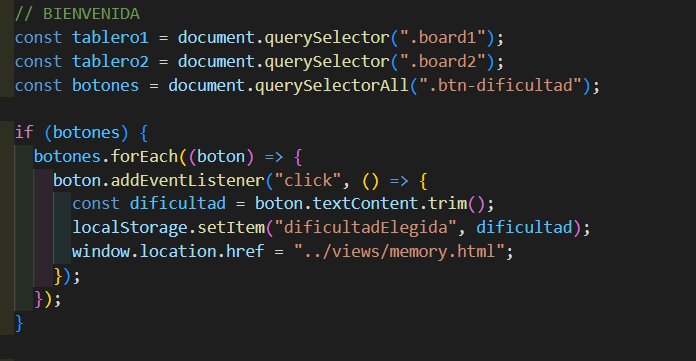 // BIENVENIDA
const tablero1 = document.querySelector(".board1");
const tablero2 = document.querySelector(".board2");
const botones = document.querySelectorAll(".btn-dificultad");
if (botones) {
botones.forEach((boton) => {
boton.addEventListener("click", () => {
const dificultad = boton.textContent.trim();
localStorage.setItem("dificultadElegida", dificultad);
window.location.href = "../views/memory.html";
});
});
}